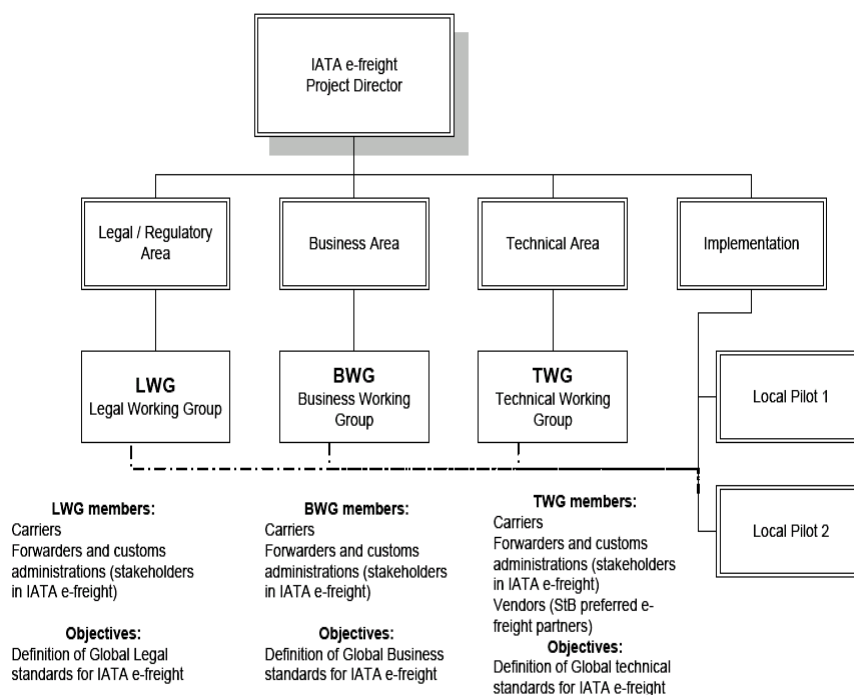 IATA e-freight
Project Director
Legal / Regulatory
Area
Business Area
Technical Area
Implementation
LWG
Legal Working Group
BWG
Business Working
Group
TWG
Technical Working
Group
Local Pilot 1
Local Pilot 2
LWG members:
Carriers
Forwarders and customs
administrations (stakeholders
in IATA e-freight)
Objectives:
Definition of Global Legal
standards for IATA e-freight
BWG members:
Carriers
Forwarders and customs
administrations (stakeholders
in IATA e-freight)
Objectives:
Definition of Global Business
standards for IATA e-freight
TWG members:
Carriers
Forwarders and customs
administrations (stakeholders
in IATA e-freight)
Vendors (StB preferred e-
freight partners)
Objectives:
Definition of Global technical
standards for IATA e-freight